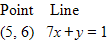 Point Line
(5, 6) 7x + y = 1